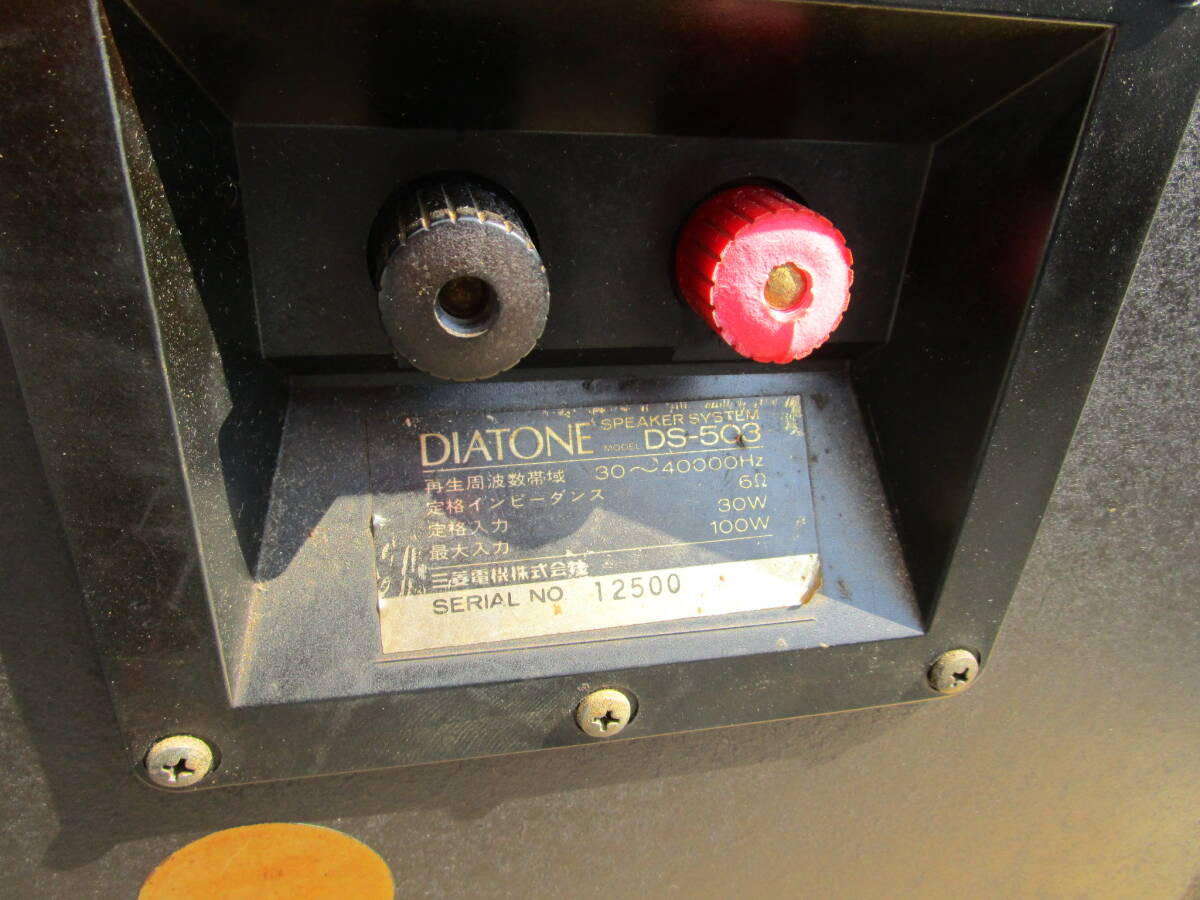 SPEAKER SYSTEM
DIATONE MODEL DS-503
再生周波数帯域 30〜40000Hz
定格インピーダンス 6Ω
定格入力 30W
最大入力 100W
三菱電機株式会社
SERIAL NO. 12500